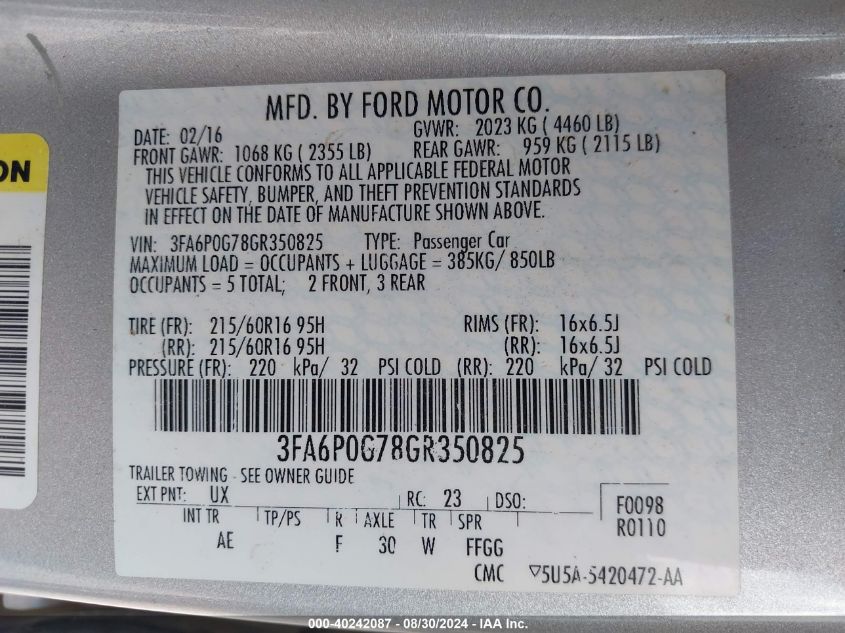 ON
MFD. BY FORD MOTOR CO.
DATE: 02/16 GVWR: 2023 KG ( 4460 LB)
FRONT GAWR: 1068 KG ( 2355 LB) REAR GAWR: 959 KG ( 2115 LB)
THIS VEHICLE CONFORMS TO ALL APPLICABLE FEDERAL MOTOR
VEHICLE SAFETY, BUMPER, AND THEFT PREVENTION STANDARDS
IN EFFECT ON THE DATE OF MANUFACTURE SHOWN ABOVE.
VIN: 3FA6P0G78GR350825 TYPE: Passenger Car
MAXIMUM LOAD = OCCUPANTS + LUGGAGE = 385KG/ 850LB
OCCUPANTS = 5 TOTAL; 2 FRONT, 3 REAR
TIRE (FR): 215/60R16 95H RIMS (FR): 16x6.5J
(RR): 215/60R16 95H (RR): 16x6.5J
PRESSURE (FR): 220 kPa/ 32 PSI COLD (RR): 220 kPa/ 32 PSI COLD
3FA6P0G78GR350825
TRAILER TOWING - SEE OWNER GUIDE
EXT PNT: UX RC: 23 DSO: F0098
INT TR TP/PS R AXLE TR SPR R0110
AE F 30 W FFGG
CMC ▽5U5A-5420472-AA
000-40242087 - 08/30/2024 - IAA Inc.